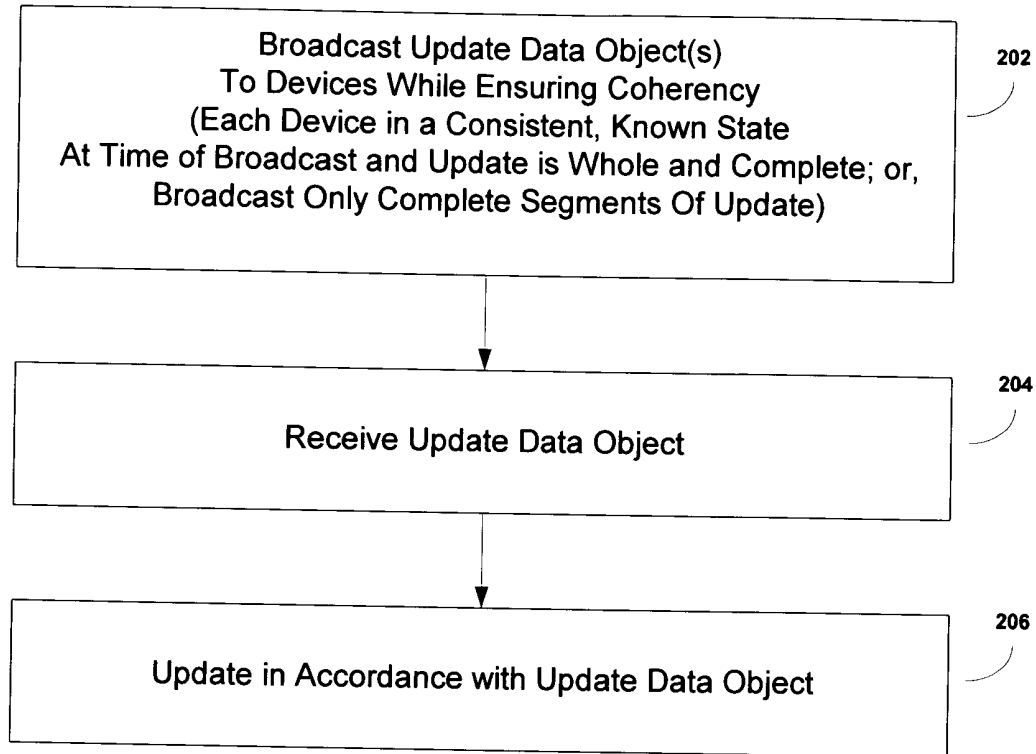 Broadcast Update Data Object(s)
To Devices While Ensuring Coherency
(Each Device in a Consistent, Known State
At Time of Broadcast and Update is Whole and Complete; or,
Broadcast Only Complete Segments Of Update)
202
Receive Update Data Object
204
Update in Accordance with Update Data Object
206